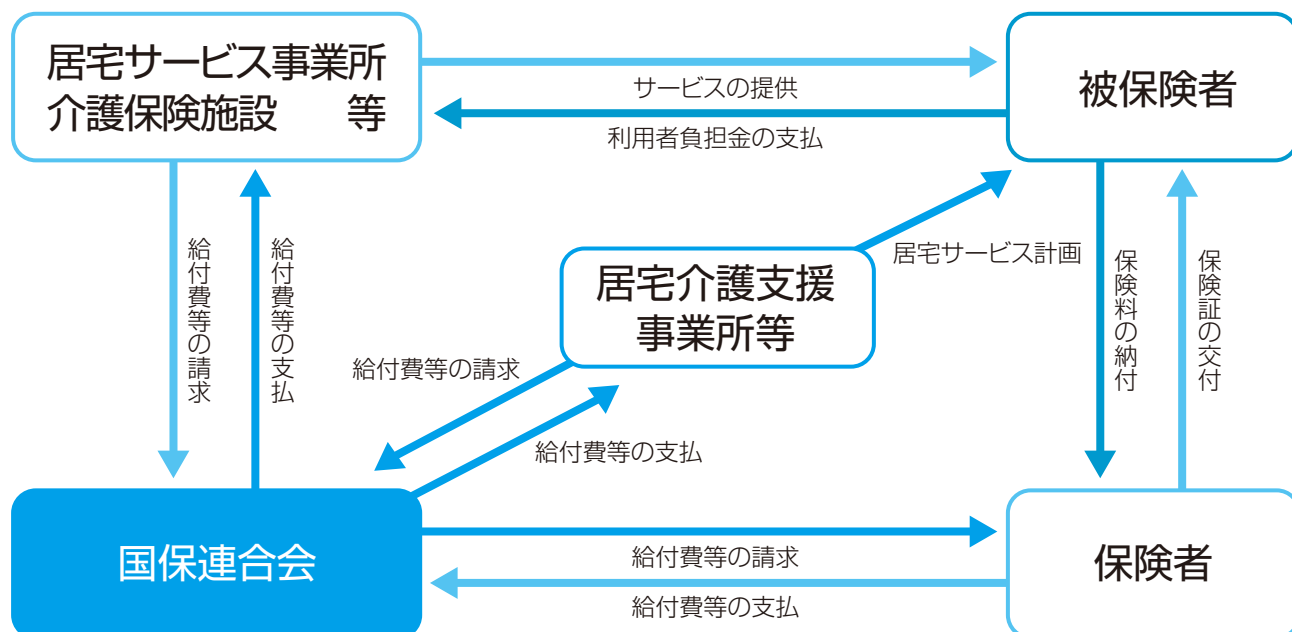 居宅サービス事業所
介護保険施設　等
サービスの提供
利用者負担金の支払
被保険者
給付費等の請求
給付費等の支払
居宅介護支援
事業所等
居宅サービス計画
保険料の納付
保険証の交付
給付費等の請求
給付費等の支払
国保連合会
給付費等の請求
給付費等の支払
保険者